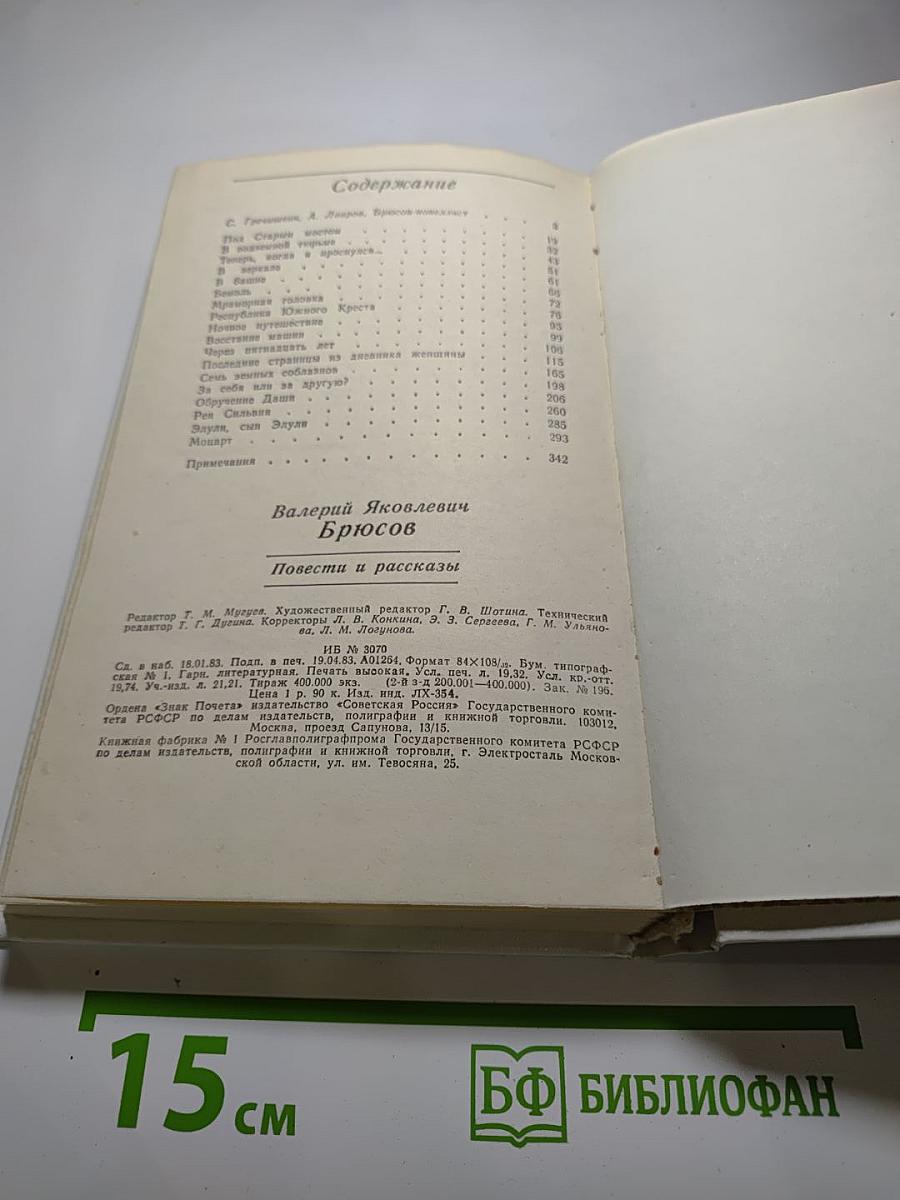 Содержание
С. Гречишкин, А. Лавров. Брюсов-новеллист . . . 3
Под Старым мостом . . . 19
В подземной тюрьме . . . 32
Теперь, когда я проснулся... . . . 43
В зеркале . . . 51
В башне . . . 61
Бемоль . . . 66
Мраморная головка . . . 72
Республика Южного Креста . . . 76
Ночное путешествие . . . 95
Восстание машин . . . 99
Через пятнадцать лет . . . 106
Последние страницы из дневника женщины . . . 115
Семь земных соблазнов . . . 165
За себя или за другую? . . . 198
Обручение Даши . . . 206
Рея Сильвия . . . 260
Элули, сын Элули . . . 285
Моцарт . . . 293
Примечания . . . 342
Валерий Яковлевич
Брюсов
Повести и рассказы
Редактор Т. М. Мугуев. Художественный редактор Г. В. Шотина. Технический
редактор Т. Г. Дугина. Корректоры Л. В. Конкина, Э. З. Сергеева, Г. М. Ульяно-
ва, Л. М. Логунова.
ИБ № 3070
Сд. в наб. 18.01.83. Подп. в печ. 19.04.83. А01264. Формат 84×108/32. Бум. типограф-
ская № 1. Гарн. литературная. Печать высокая. Усл. печ. л. 19,32. Усл. кр.-отт.
19,74. Уч.-изд. л. 21,21. Тираж 400.000 экз. (2-й з-д 200.001—400.000). Зак. № 196.
Цена 1 р. 90 к. Изд. инд. ЛХ-354.
Ордена «Знак Почета» издательство «Советская Россия» Государственного коми-
тета РСФСР по делам издательств, полиграфии и книжной торговли. 103012,
Москва, проезд Сапунова, 13/15.
Книжная фабрика № 1 Росглавполиграфпрома Государственного комитета РСФСР
по делам издательств, полиграфии и книжной торговли, г. Электросталь Москов-
ской области, ул. им. Тевосяна, 25.
15 см
БФ БИБЛИОФАН